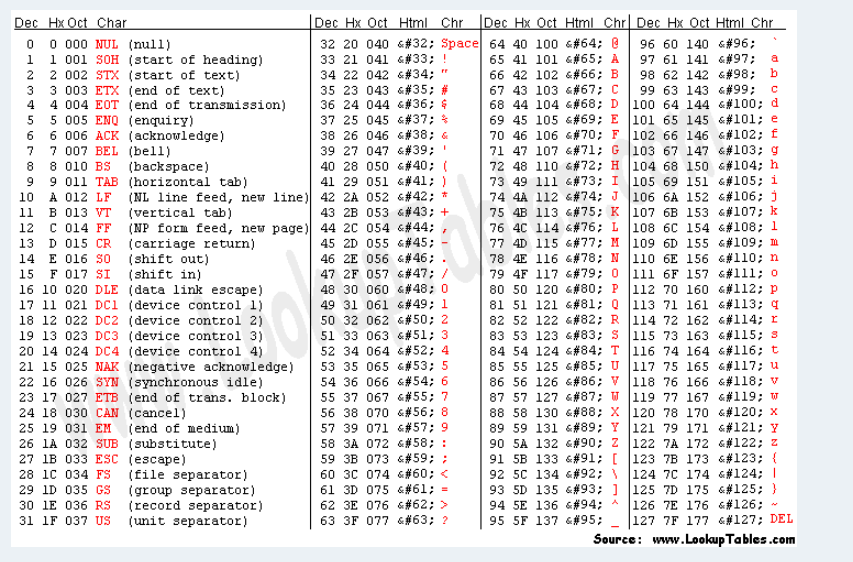 Dec Hx Oct Char Dec Hx Oct Html Chr Dec Hx Oct Html Chr Dec Hx Oct Html Chr
0 0 000 NUL (null) 32 20 040 &#32; Space 64 40 100 &#64; @ 96 60 140 &#96; `
1 1 001 SOH (start of heading) 33 21 041 &#33; ! 65 41 101 &#65; A 97 61 141 &#97; a
2 2 002 STX (start of text) 34 22 042 &#34; " 66 42 102 &#66; B 98 62 142 &#98; b
3 3 003 ETX (end of text) 35 23 043 &#35; # 67 43 103 &#67; C 99 63 143 &#99; c
4 4 004 EOT (end of transmission) 36 24 044 &#36; $ 68 44 104 &#68; D 100 64 144 &#100; d
5 5 005 ENQ (enquiry) 37 25 045 &#37; % 69 45 105 &#69; E 101 65 145 &#101; e
6 6 006 ACK (acknowledge) 38 26 046 &#38; & 70 46 106 &#70; F 102 66 146 &#102; f
7 7 007 BEL (bell) 39 27 047 &#39; ' 71 47 107 &#71; G 103 67 147 &#103; g
8 8 010 BS (backspace) 40 28 050 &#40; ( 72 48 110 &#72; H 104 68 150 &#104; h
9 9 011 TAB (horizontal tab) 41 29 051 &#41; ) 73 49 111 &#73; I 105 69 151 &#105; i
10 A 012 LF (NL line feed, new line) 42 2A 052 &#42; * 74 4A 112 &#74; J 106 6A 152 &#106; j
11 B 013 VT (vertical tab) 43 2B 053 &#43; + 75 4B 113 &#75; K 107 6B 153 &#107; k
12 C 014 FF (NP form feed, new page) 44 2C 054 &#44; , 76 4C 114 &#76; L 108 6C 154 &#108; l
13 D 015 CR (carriage return) 45 2D 055 &#45; - 77 4D 115 &#77; M 109 6D 155 &#109; m
14 E 016 SO (shift out) 46 2E 056 &#46; . 78 4E 116 &#78; N 110 6E 156 &#110; n
15 F 017 SI (shift in) 47 2F 057 &#47; / 79 4F 117 &#79; O 111 6F 157 &#111; o
16 10 020 DLE (data link escape) 48 30 060 &#48; 0 80 50 120 &#80; P 112 70 160 &#112; p
17 11 021 DC1 (device control 1) 49 31 061 &#49; 1 81 51 121 &#81; Q 113 71 161 &#113; q
18 12 022 DC2 (device control 2) 50 32 062 &#50; 2 82 52 122 &#82; R 114 72 162 &#114; r
19 13 023 DC3 (device control 3) 51 33 063 &#51; 3 83 53 123 &#83; S 115 73 163 &#115; s
20 14 024 DC4 (device control 4) 52 34 064 &#52; 4 84 54 124 &#84; T 116 74 164 &#116; t
21 15 025 NAK (negative acknowledge) 53 35 065 &#53; 5 85 55 125 &#85; U 117 75 165 &#117; u
22 16 026 SYN (synchronous idle) 54 36 066 &#54; 6 86 56 126 &#86; V 118 76 166 &#118; v
23 17 027 ETB (end of trans. block) 55 37 067 &#55; 7 87 57 127 &#87; W 119 77 167 &#119; w
24 18 030 CAN (cancel) 56 38 070 &#56; 8 88 58 130 &#88; X 120 78 170 &#120; x
25 19 031 EM (end of medium) 57 39 071 &#57; 9 89 59 131 &#89; Y 121 79 171 &#121; y
26 1A 032 SUB (substitute) 58 3A 072 &#58; : 90 5A 132 &#90; Z 122 7A 172 &#122; z
27 1B 033 ESC (escape) 59 3B 073 &#59; ; 91 5B 133 &#91; [ 123 7B 173 &#123; {
28 1C 034 FS (file separator) 60 3C 074 &#60; < 92 5C 134 &#92; \ 124 7C 174 &#124; |
29 1D 035 GS (group separator) 61 3D 075 &#61; = 93 5D 135 &#93; ] 125 7D 175 &#125; }
30 1E 036 RS (record separator) 62 3E 076 &#62; > 94 5E 136 &#94; ^ 126 7E 176 &#126; ~
31 1F 037 US (unit separator) 63 3F 077 &#63; ? 95 5F 137 &#95; _ 127 7F 177 &#127; DEL
Source: www.LookupTables.com
www.LookupTables.com